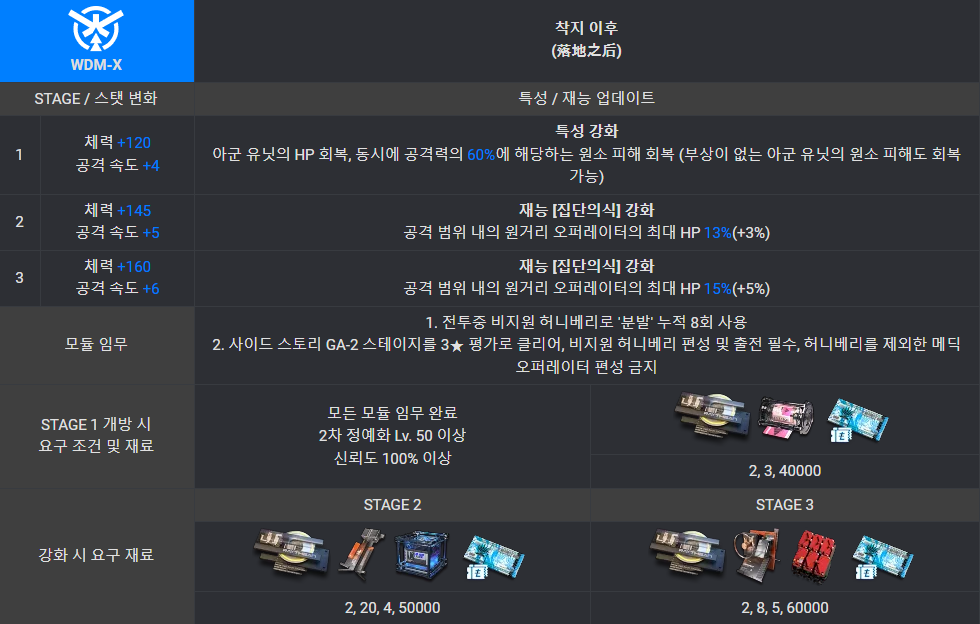 WDM-X
착지 이후
(落地之后)
STAGE / 스탯 변화
특성 / 재능 업데이트
1
체력 +120
공격 속도 +4
특성 강화
아군 유닛의 HP 회복, 동시에 공격력의 60%에 해당하는 원소 피해 회복 (부상이 없는 아군 유닛의 원소 피해도 회복
가능)
2
체력 +145
공격 속도 +5
재능 [집단의식] 강화
공격 범위 내의 원거리 오퍼레이터의 최대 HP 13%(+3%)
3
체력 +160
공격 속도 +6
재능 [집단의식] 강화
공격 범위 내의 원거리 오퍼레이터의 최대 HP 15%(+5%)
모듈 임무
1. 전투중 비지원 허니베리로 '분발' 누적 8회 사용
2. 사이드 스토리 GA-2 스테이지를 3★ 평가로 클리어, 비지원 허니베리 편성 및 출전 필수, 허니베리를 제외한 메딕
오퍼레이터 편성 금지
STAGE 1 개방 시
요구 조건 및 재료
모든 모듈 임무 완료
2차 정예화 Lv. 50 이상
신뢰도 100% 이상
2, 3, 40000
강화 시 요구 재료
STAGE 2
STAGE 3
2, 20, 4, 50000
2, 8, 5, 60000